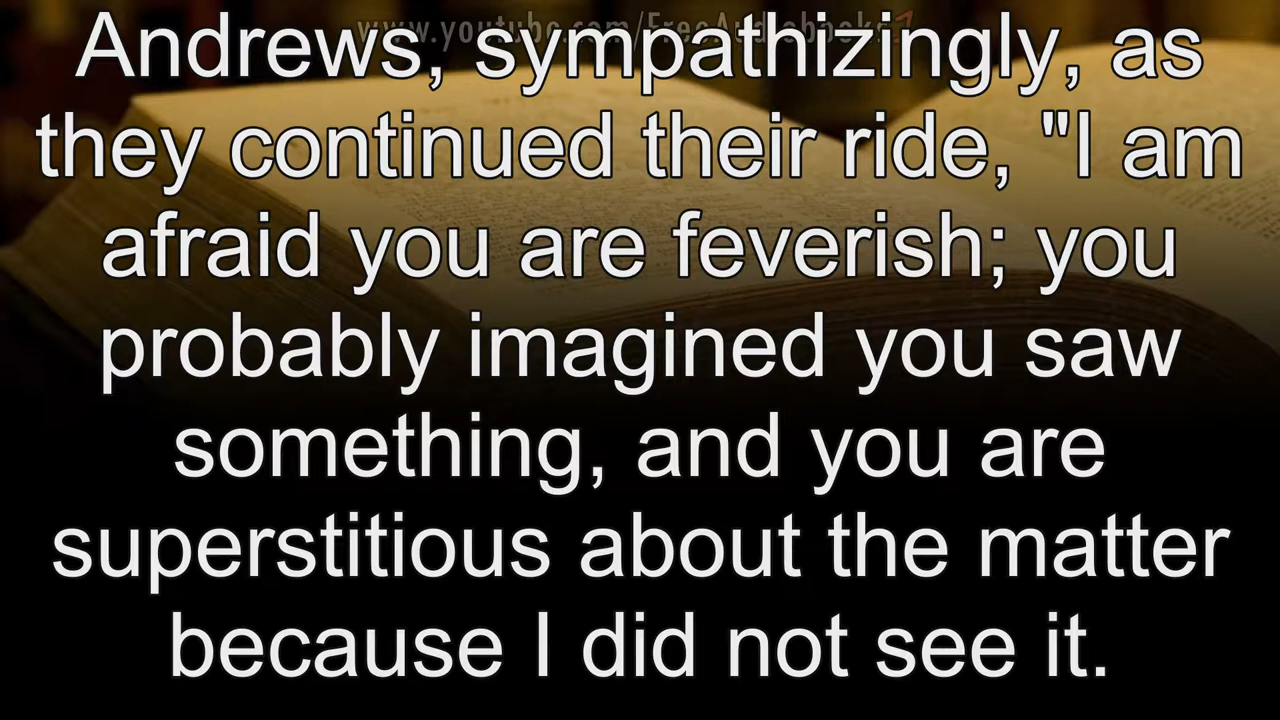 www.youtube.com/FreeAudiobooks
Andrews, sympathizingly, as
they continued their ride, "I am
afraid you are feverish; you
probably imagined you saw
something, and you are
superstitious about the matter
because I did not see it.